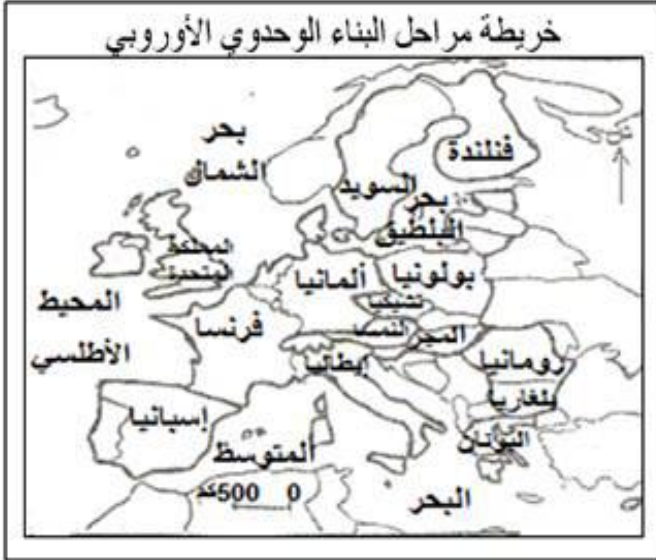 خريطة مراحل البناء الوحدوي الأوروبي
بحر
الشمال
فنلندة
السويد
بحر
البلطيق
المملكة
المتحدة
ألمانيا
بولونيا
تشيكيا
المحيط
الأطلسي
فرنسا
النمسا
المجر
رومانيا
إيطاليا
بلغاريا
إسبانيا
اليونان
المتوسط
البحر
500كم 0